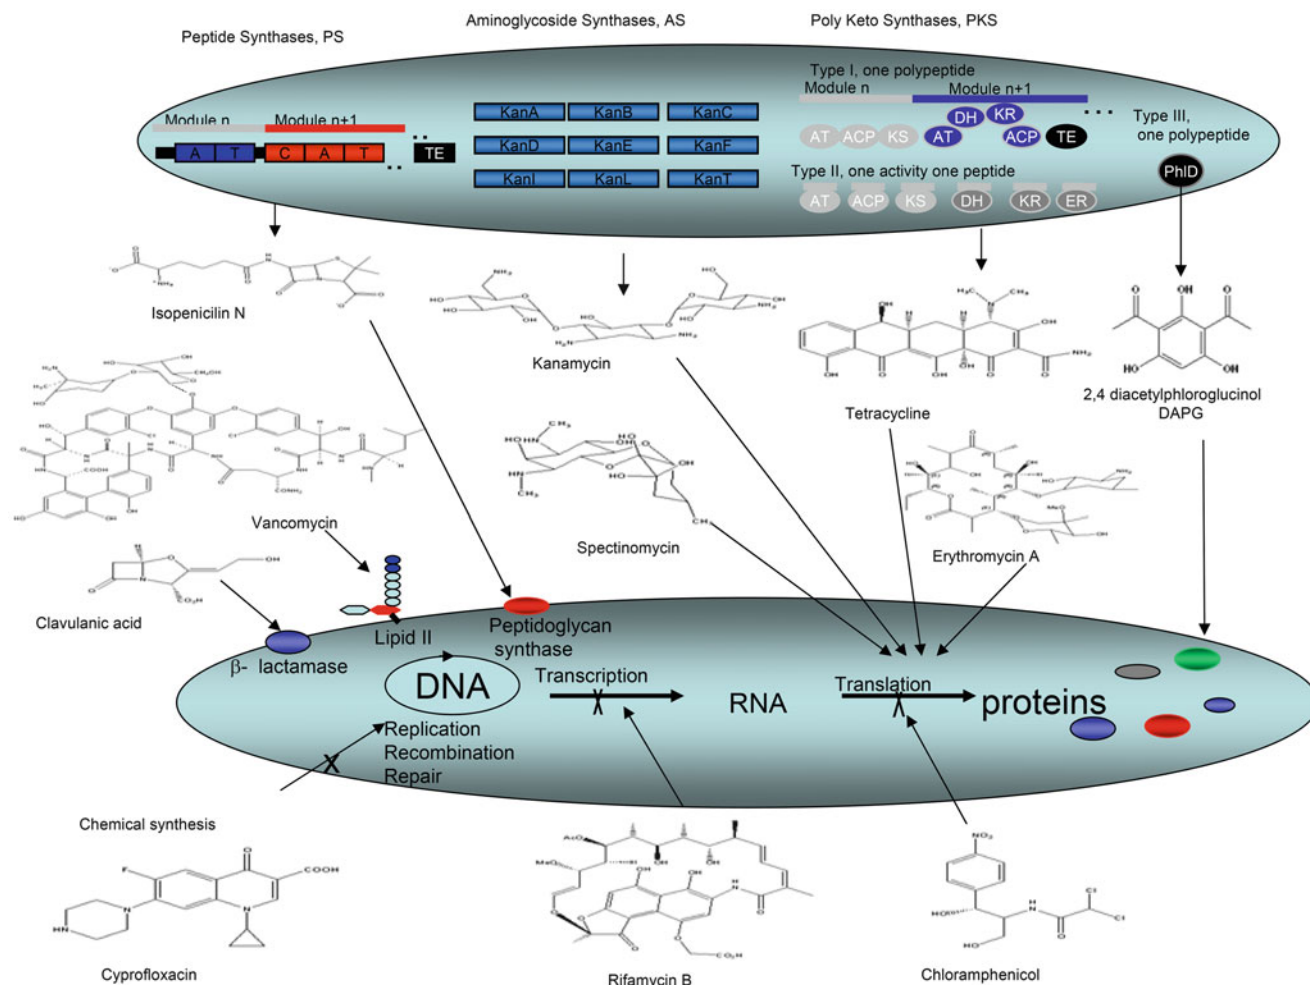 Peptide Synthases, PS
Aminoglycoside Synthases, AS
Poly Keto Synthases, PKS
Module n
Module n+1
A T C A T
TE
KanA KanB KanC
KanD KanE KanF
KanI KanL KanT
Type I, one polypeptide
Module n
Module n+1
DH KR
AT ACP KS AT ACP TE
Type II, one activity one peptide
AT ACP KS DH KR ER
Type III,
one polypeptide
PhlD
Isopenicilin N
Kanamycin
Tetracycline
2,4 diacetylphloroglucinol
DAPG
Vancomycin
Spectinomycin
Erythromycin A
Clavulanic acid
Lipid II
Peptidoglycan
synthase
β- lactamase
DNA
Transcription
X
RNA
Translation
X
proteins
Replication
Recombination
Repair
X
Chemical synthesis
Cyprofloxacin
Rifamycin B
Chloramphenicol